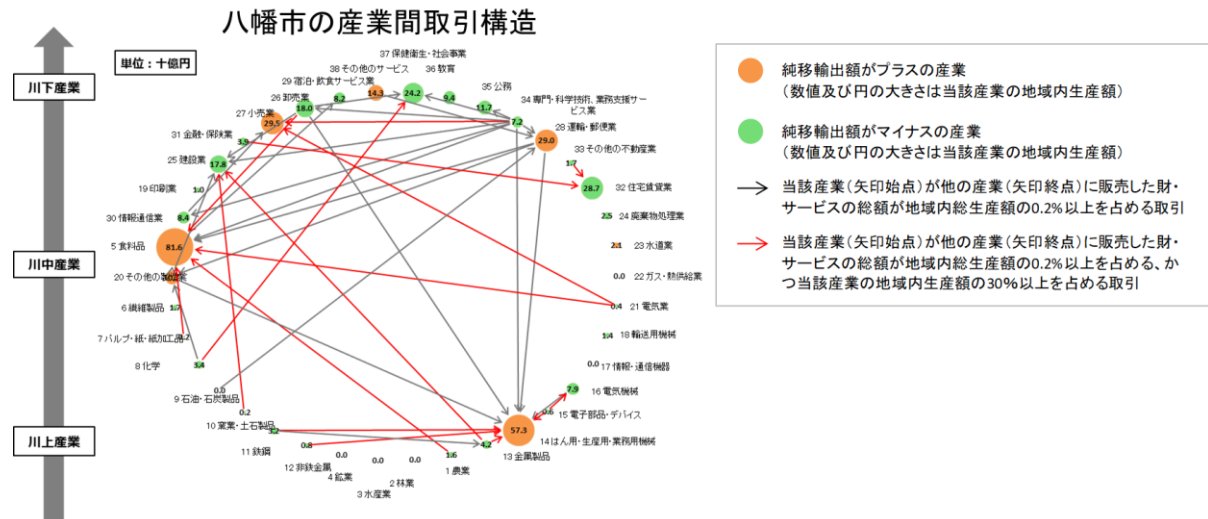 八幡市の産業間取引構造
単位：十億円
川下産業
川中産業
川上産業
37 保健衛生・社会事業
38 その他のサービス
36 教育
29 宿泊・飲食サービス業
35 公務
26 卸売業
34 専門・科学技術、業務支援サービス業
27 小売業
28 運輸・郵便業
31 金融・保険業
33 その他の不動産業
25 建設業
32 住宅賃貸業
19 印刷業
24 廃棄物処理業
30 情報通信業
23 水道業
5 食料品
22 ガス・熱供給業
20 その他の製造業
21 電気業
6 繊維製品
18 輸送用機械
7 パルプ・紙・紙加工品
17 情報・通信機器
8 化学
16 電気機械
9 石油・石炭製品
15 電子部品・デバイス
10 窯業・土石製品
14 はん用・生産用・業務用機械
11 鉄鋼
13 金属製品
12 非鉄金属
1 農業
4 鉱業
2 林業
3 水産業
24.2
14.3
9.4
8.2
11.7
18.0
7.2
29.5
29.0
3.9
1.7
17.8
28.7
1.0
2.5
8.4
2.1
81.6
0.0
0.4
1.7
1.4
0.0
3.4
7.9
0.0
0.6
0.2
57.3
3.2
4.2
0.8
1.6
0.0
0.0
0.0
純移輸出額がプラスの産業
（数値及び円の大きさは当該産業の地域内生産額）
純移輸出額がマイナスの産業
（数値及び円の大きさは当該産業の地域内生産額）
当該産業（矢印始点）が他の産業（矢印終点）に販売した財・
サービスの総額が地域内総生産額の0.2%以上を占める取引
当該産業（矢印始点）が他の産業（矢印終点）に販売した財・
サービスの総額が地域内総生産額の0.2%以上を占める、か
つ当該産業の地域内生産額の30%以上を占める取引